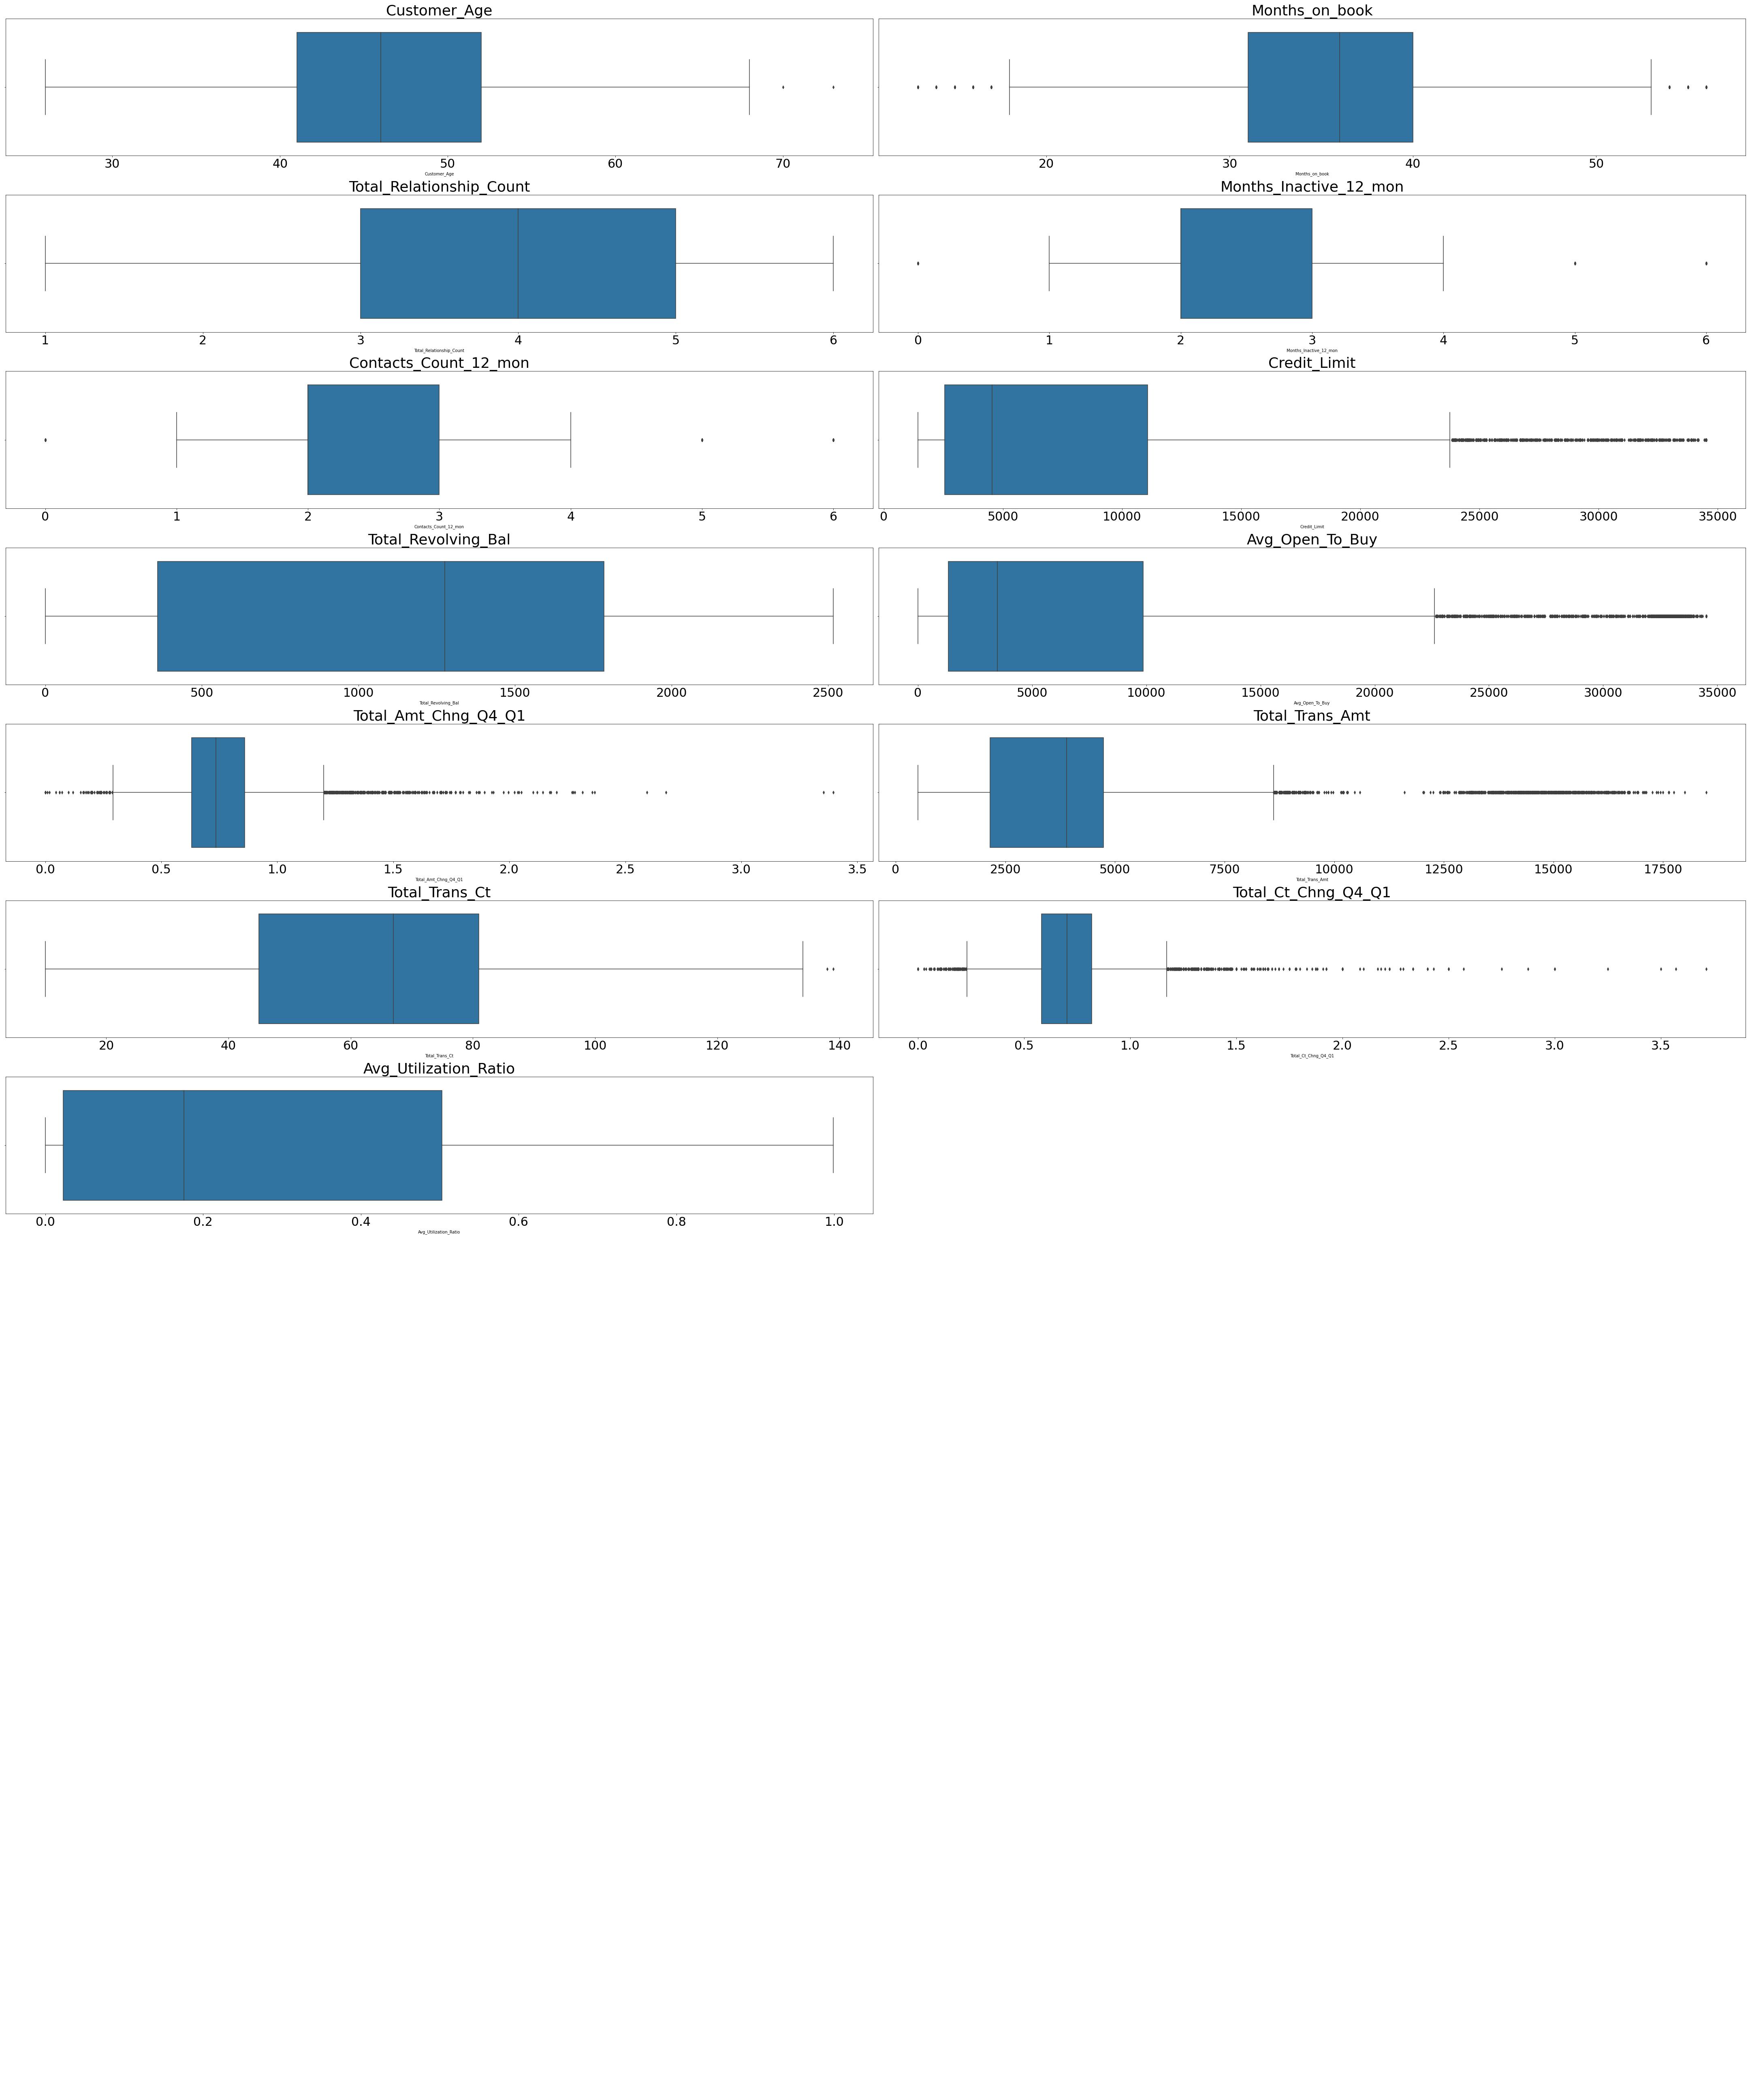 Customer_Age
30 40 50 60 70
Customer_Age
Months_on_book
20 30 40 50
Months_on_book
Total_Relationship_Count
1 2 3 4 5 6
Total_Relationship_Count
Months_Inactive_12_mon
0 1 2 3 4 5 6
Months_Inactive_12_mon
Contacts_Count_12_mon
0 1 2 3 4 5 6
Contacts_Count_12_mon
Credit_Limit
0 5000 10000 15000 20000 25000 30000 35000
Credit_Limit
Total_Revolving_Bal
0 500 1000 1500 2000 2500
Total_Revolving_Bal
Avg_Open_To_Buy
0 5000 10000 15000 20000 25000 30000 35000
Avg_Open_To_Buy
Total_Amt_Chng_Q4_Q1
0.0 0.5 1.0 1.5 2.0 2.5 3.0 3.5
Total_Amt_Chng_Q4_Q1
Total_Trans_Amt
0 2500 5000 7500 10000 12500 15000 17500
Total_Trans_Amt
Total_Trans_Ct
20 40 60 80 100 120 140
Total_Trans_Ct
Total_Ct_Chng_Q4_Q1
0.0 0.5 1.0 1.5 2.0 2.5 3.0 3.5
Total_Ct_Chng_Q4_Q1
Avg_Utilization_Ratio
0.0 0.2 0.4 0.6 0.8 1.0
Avg_Utilization_Ratio